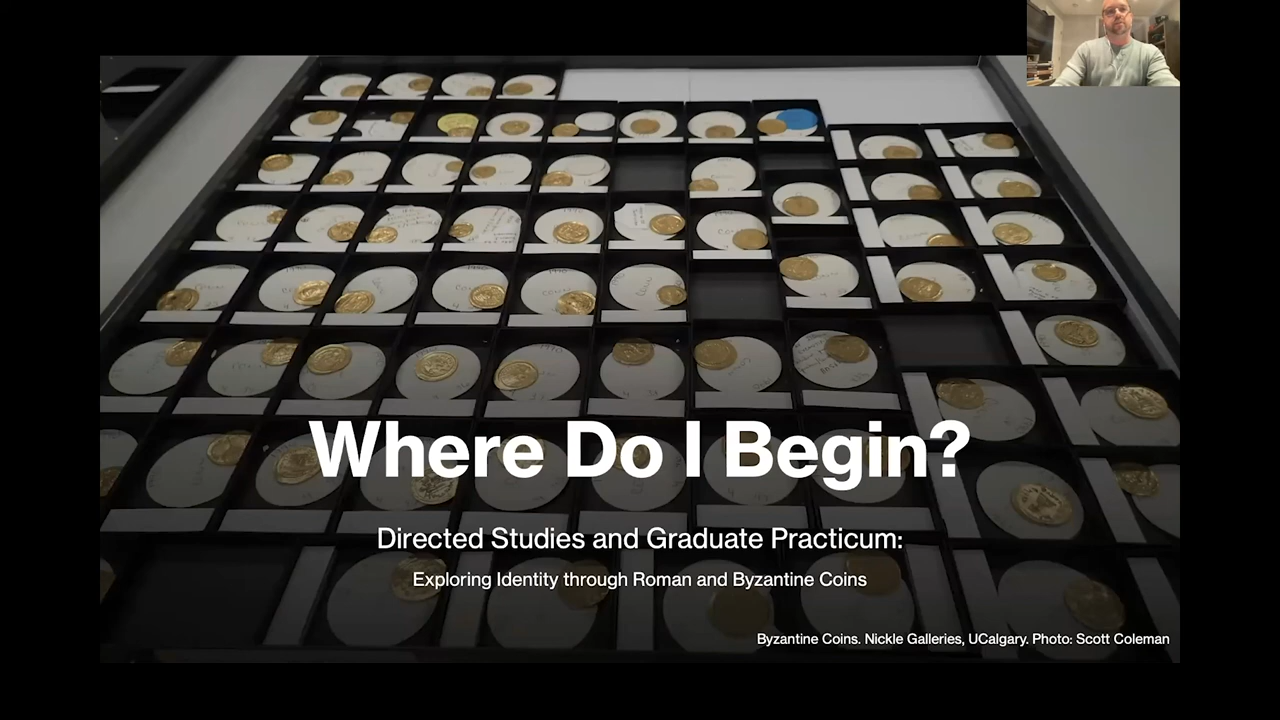 Where Do I Begin?
Directed Studies and Graduate Practicum:
Exploring Identity through Roman and Byzantine Coins
Byzantine Coins. Nickle Galleries, UCalgary. Photo: Scott Coleman